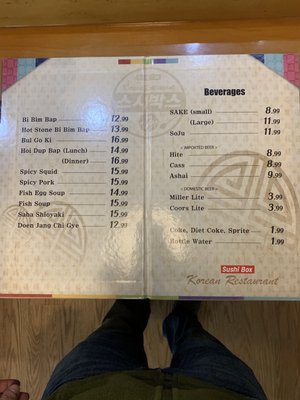 Bi Bim Bap 12.99
Hot Stone Bi Bim Bap 13.99
Bul Go Ki 16.99
Hoi Dup Bap (Lunch) 14.99
(Dinner) 16.99
Spicy Squid 15.99
Spicy Pork 15.99
Fish Egg Soup 14.99
Fish Soup 15.99
Saba Shioyaki 15.99
Doen Jang Chi Gye 12.99
Beverages
SAKE (small) 8.99
(Large) 11.99
SoJu 11.99
IMPORTED BEER
Hite 8.99
Cass 8.99
Ashai 9.99
DOMESTIC BEER
Miller Lite 3.99
Coors Lite 3.99
Coke, Diet Coke, Sprite 1.99
Bottle Water 1.99
Sushi Box
Korean Restaurant